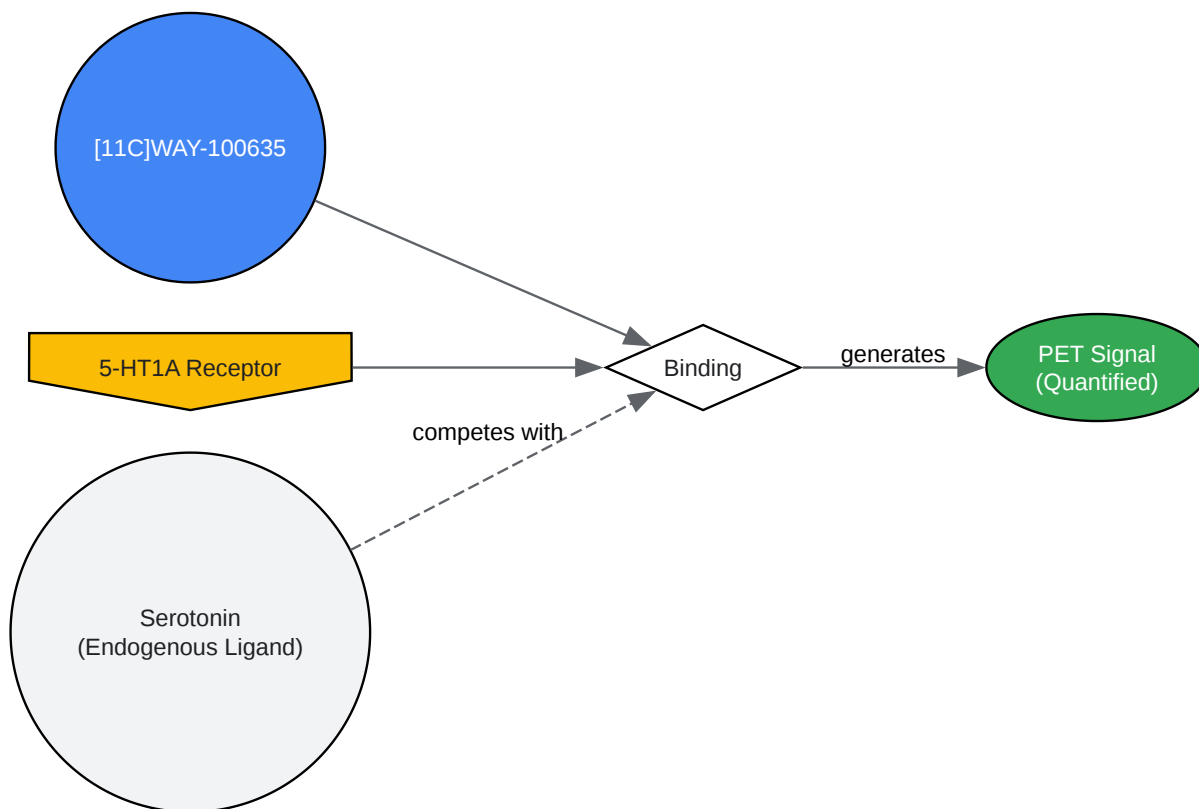 [11C]WAY-100635
5-HT1A Receptor
Binding
generates
PET Signal
(Quantified)
competes with
Serotonin
(Endogenous Ligand)